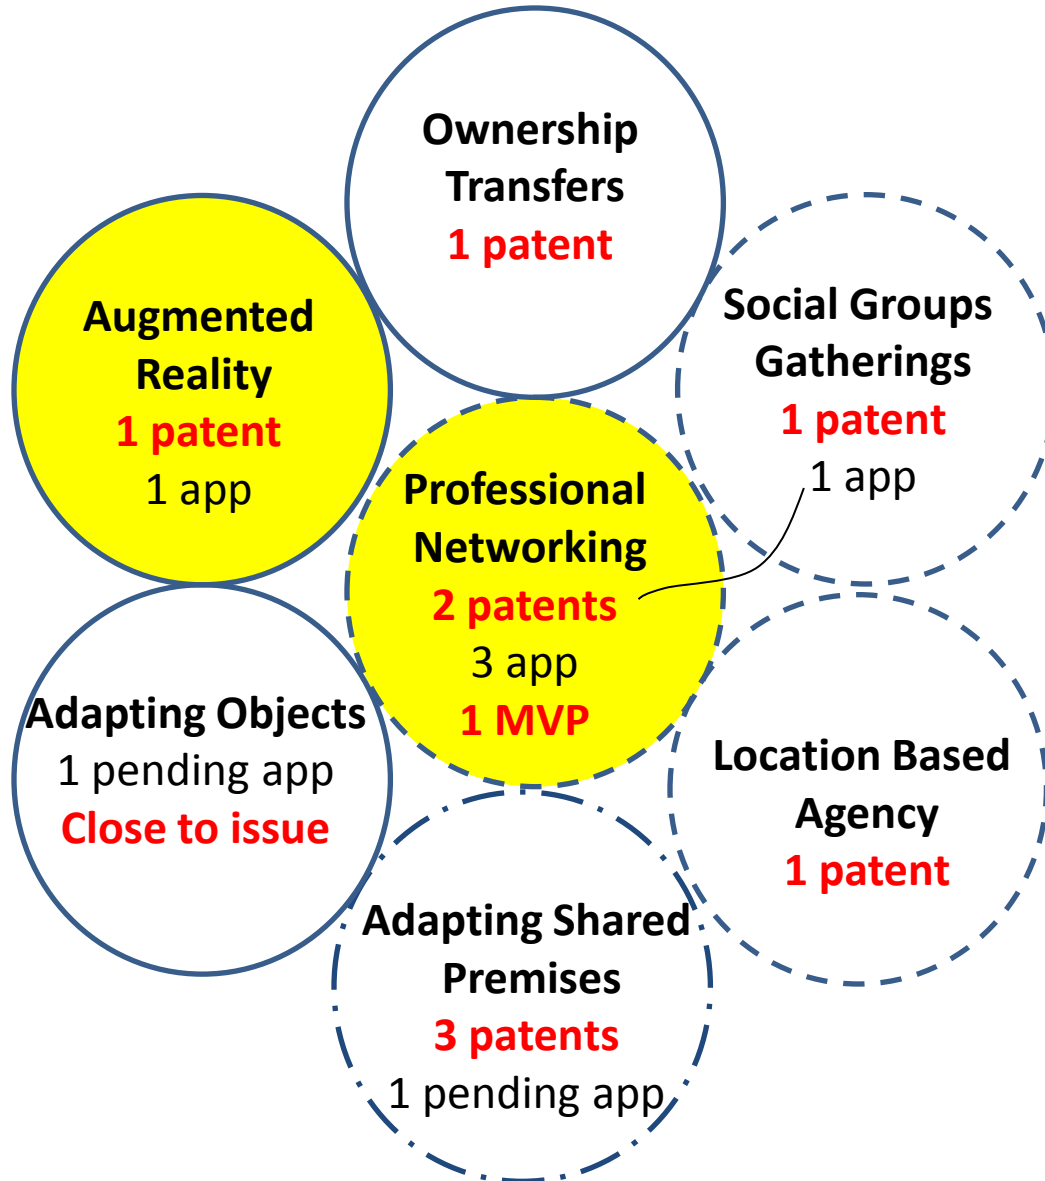 Ownership
Transfers
1 patent
Augmented
Reality
1 patent
1 app
Social Groups
Gatherings
1 patent
1 app
Professional
Networking
2 patents
3 app
1 MVP
Adapting Objects
1 pending app
Close to issue
Location Based
Agency
1 patent
Adapting Shared
Premises
3 patents
1 pending app